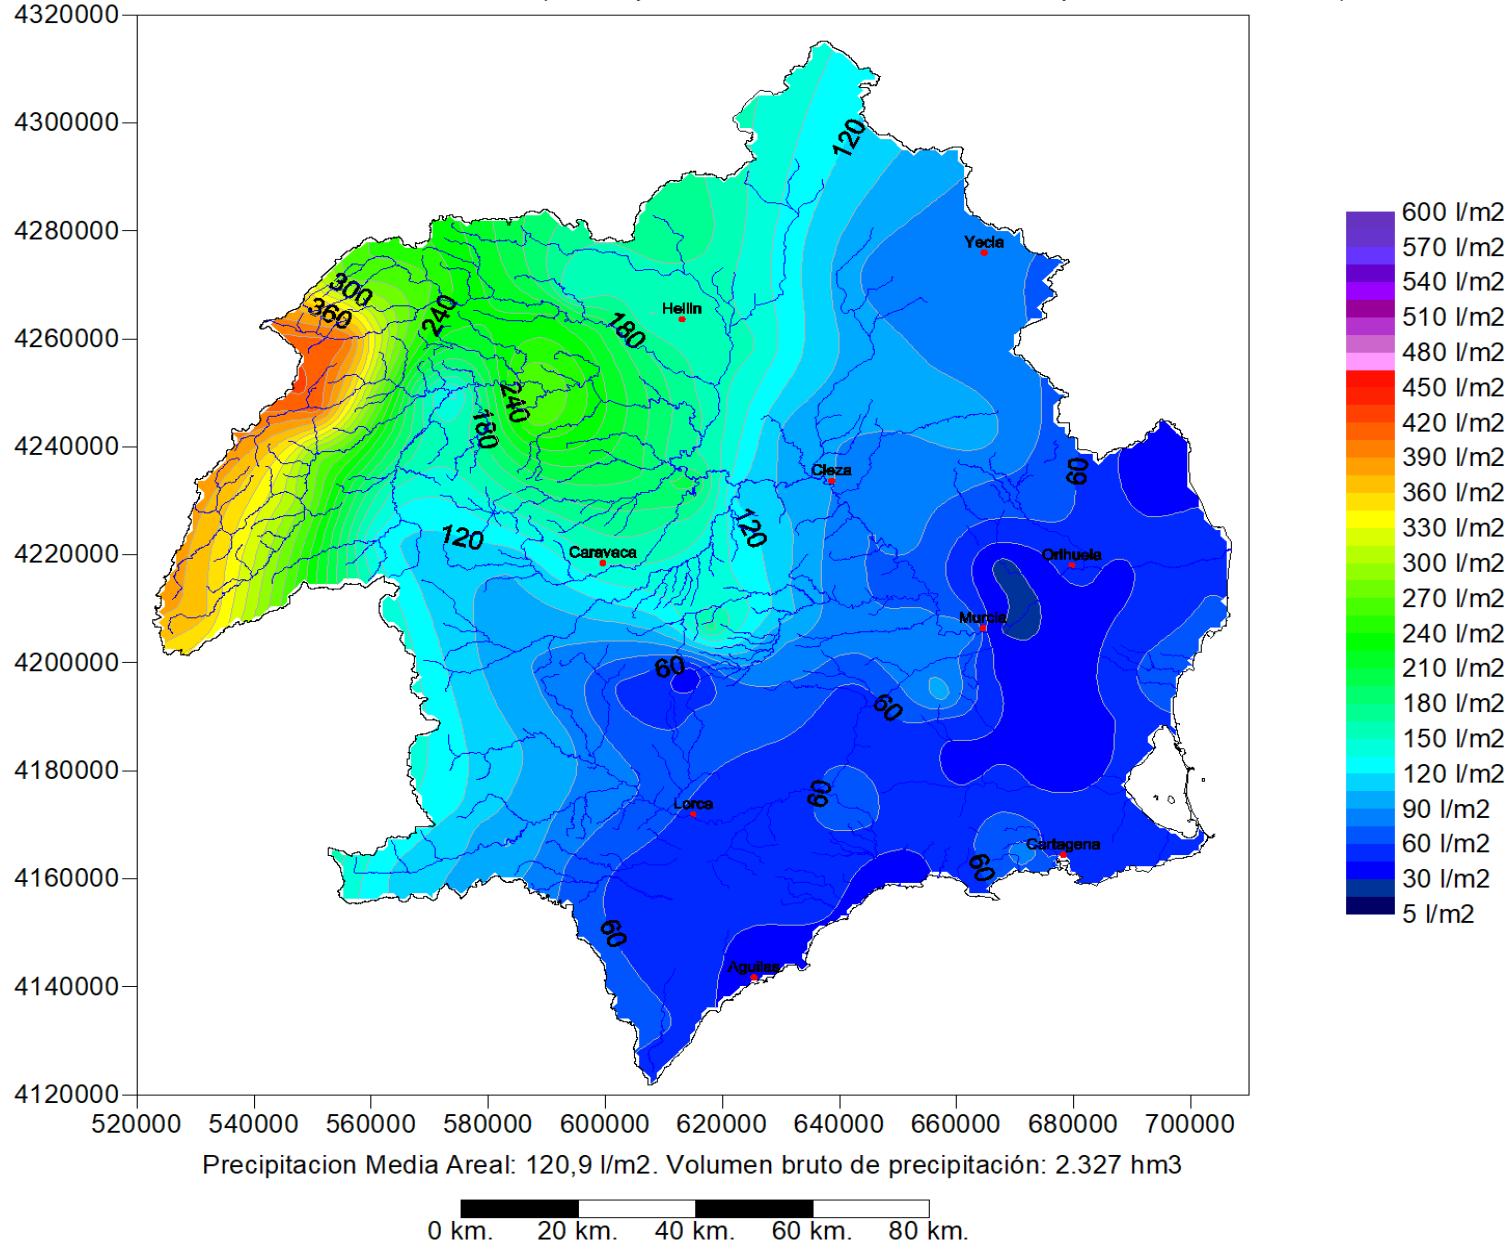 4320000
4300000
4280000
4260000
4240000
4220000
4200000
4180000
4160000
4140000
4120000
520000 540000 560000 580000 600000 620000 640000 660000 680000 700000
120
Yecla
300
360
240
Hellin
180
240
180
Cieza
60
120
120
Caravaca
Orihuela
Murcia
60
60
60
Lorca
Cartagena
60
60
Aguilas
600 l/m2
570 l/m2
540 l/m2
510 l/m2
480 l/m2
450 l/m2
420 l/m2
390 l/m2
360 l/m2
330 l/m2
300 l/m2
270 l/m2
240 l/m2
210 l/m2
180 l/m2
150 l/m2
120 l/m2
90 l/m2
60 l/m2
30 l/m2
5 l/m2
Precipitacion Media Areal: 120,9 l/m2. Volumen bruto de precipitación: 2.327 hm3
0 km. 20 km. 40 km. 60 km. 80 km.